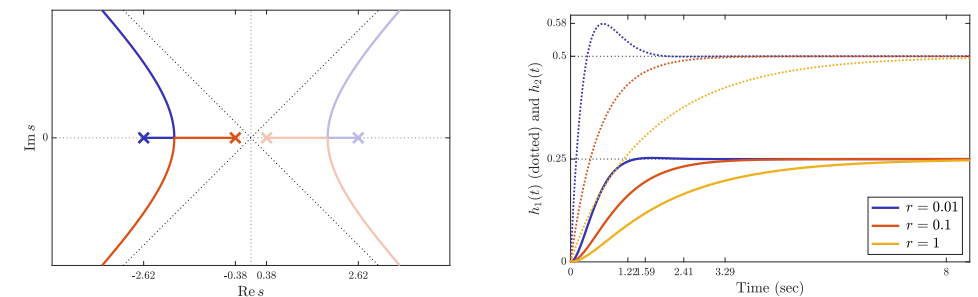 Im s
0
-2.62
-0.38
0.38
2.62
Re s
h₁(t) (dotted) and h₂(t)
0.58
0.5
0.25
0
0
1.22
1.59
2.41
3.29
8
Time (sec)
r = 0.01
r = 0.1
r = 1